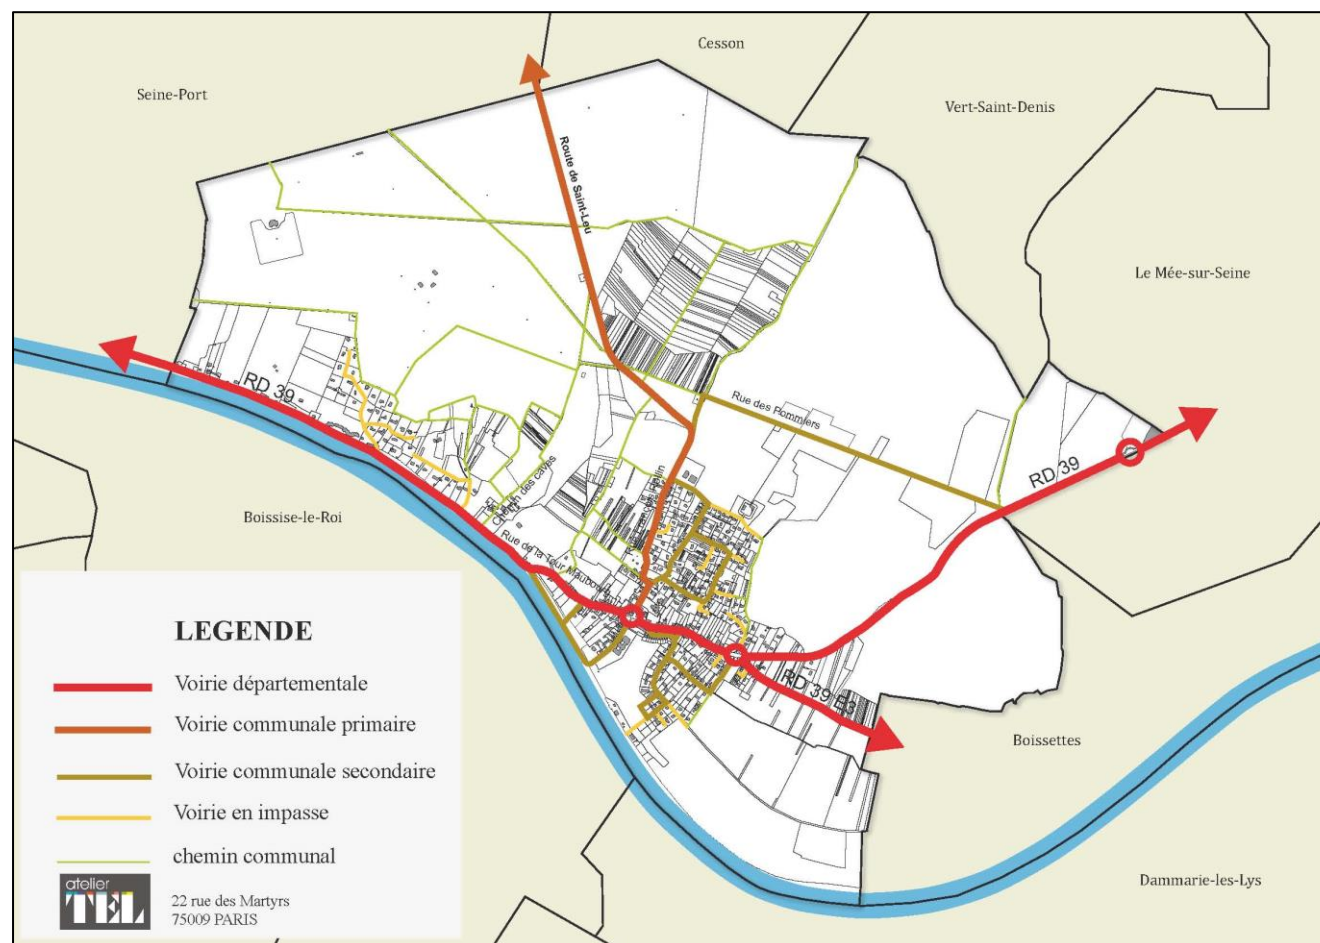 Cesson
Seine-Port
Vert-Saint-Denis
Route de Saint-Leu
Le Mée-sur-Seine
RD 39
Rue des Pommiers
RD 39
Chemin des caves
Boissise-le-Roi
Rue de la Tour Maubourg
RD 39 E3
Boissettes
Dammarie-les-Lys
LEGENDE
Voirie départementale
Voirie communale primaire
Voirie communale secondaire
Voirie en impasse
chemin communal
atelier
TEL
22 rue des Martyrs
75009 PARIS